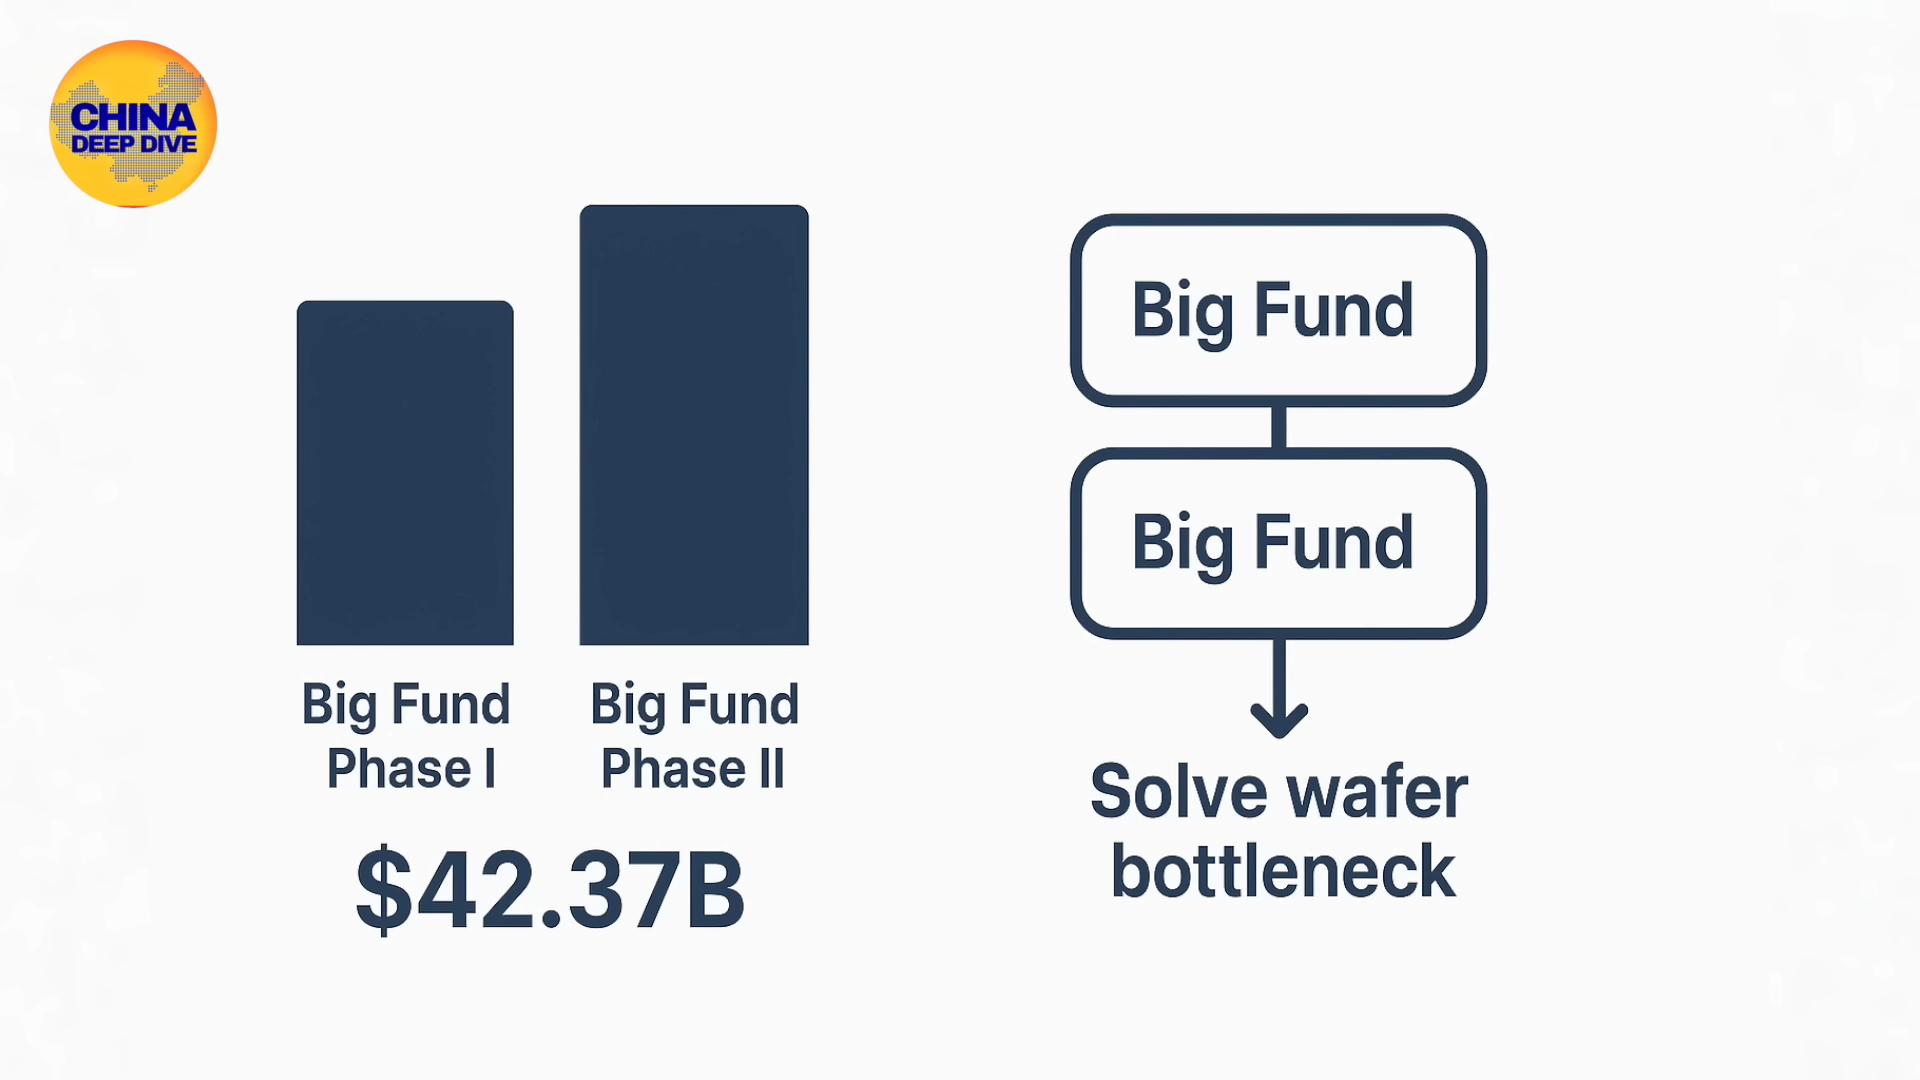 CHINA
DEEP DIVE
Big Fund
Phase I
Big Fund
Phase II
$42.37B
Big Fund
Big Fund
Solve wafer
bottleneck